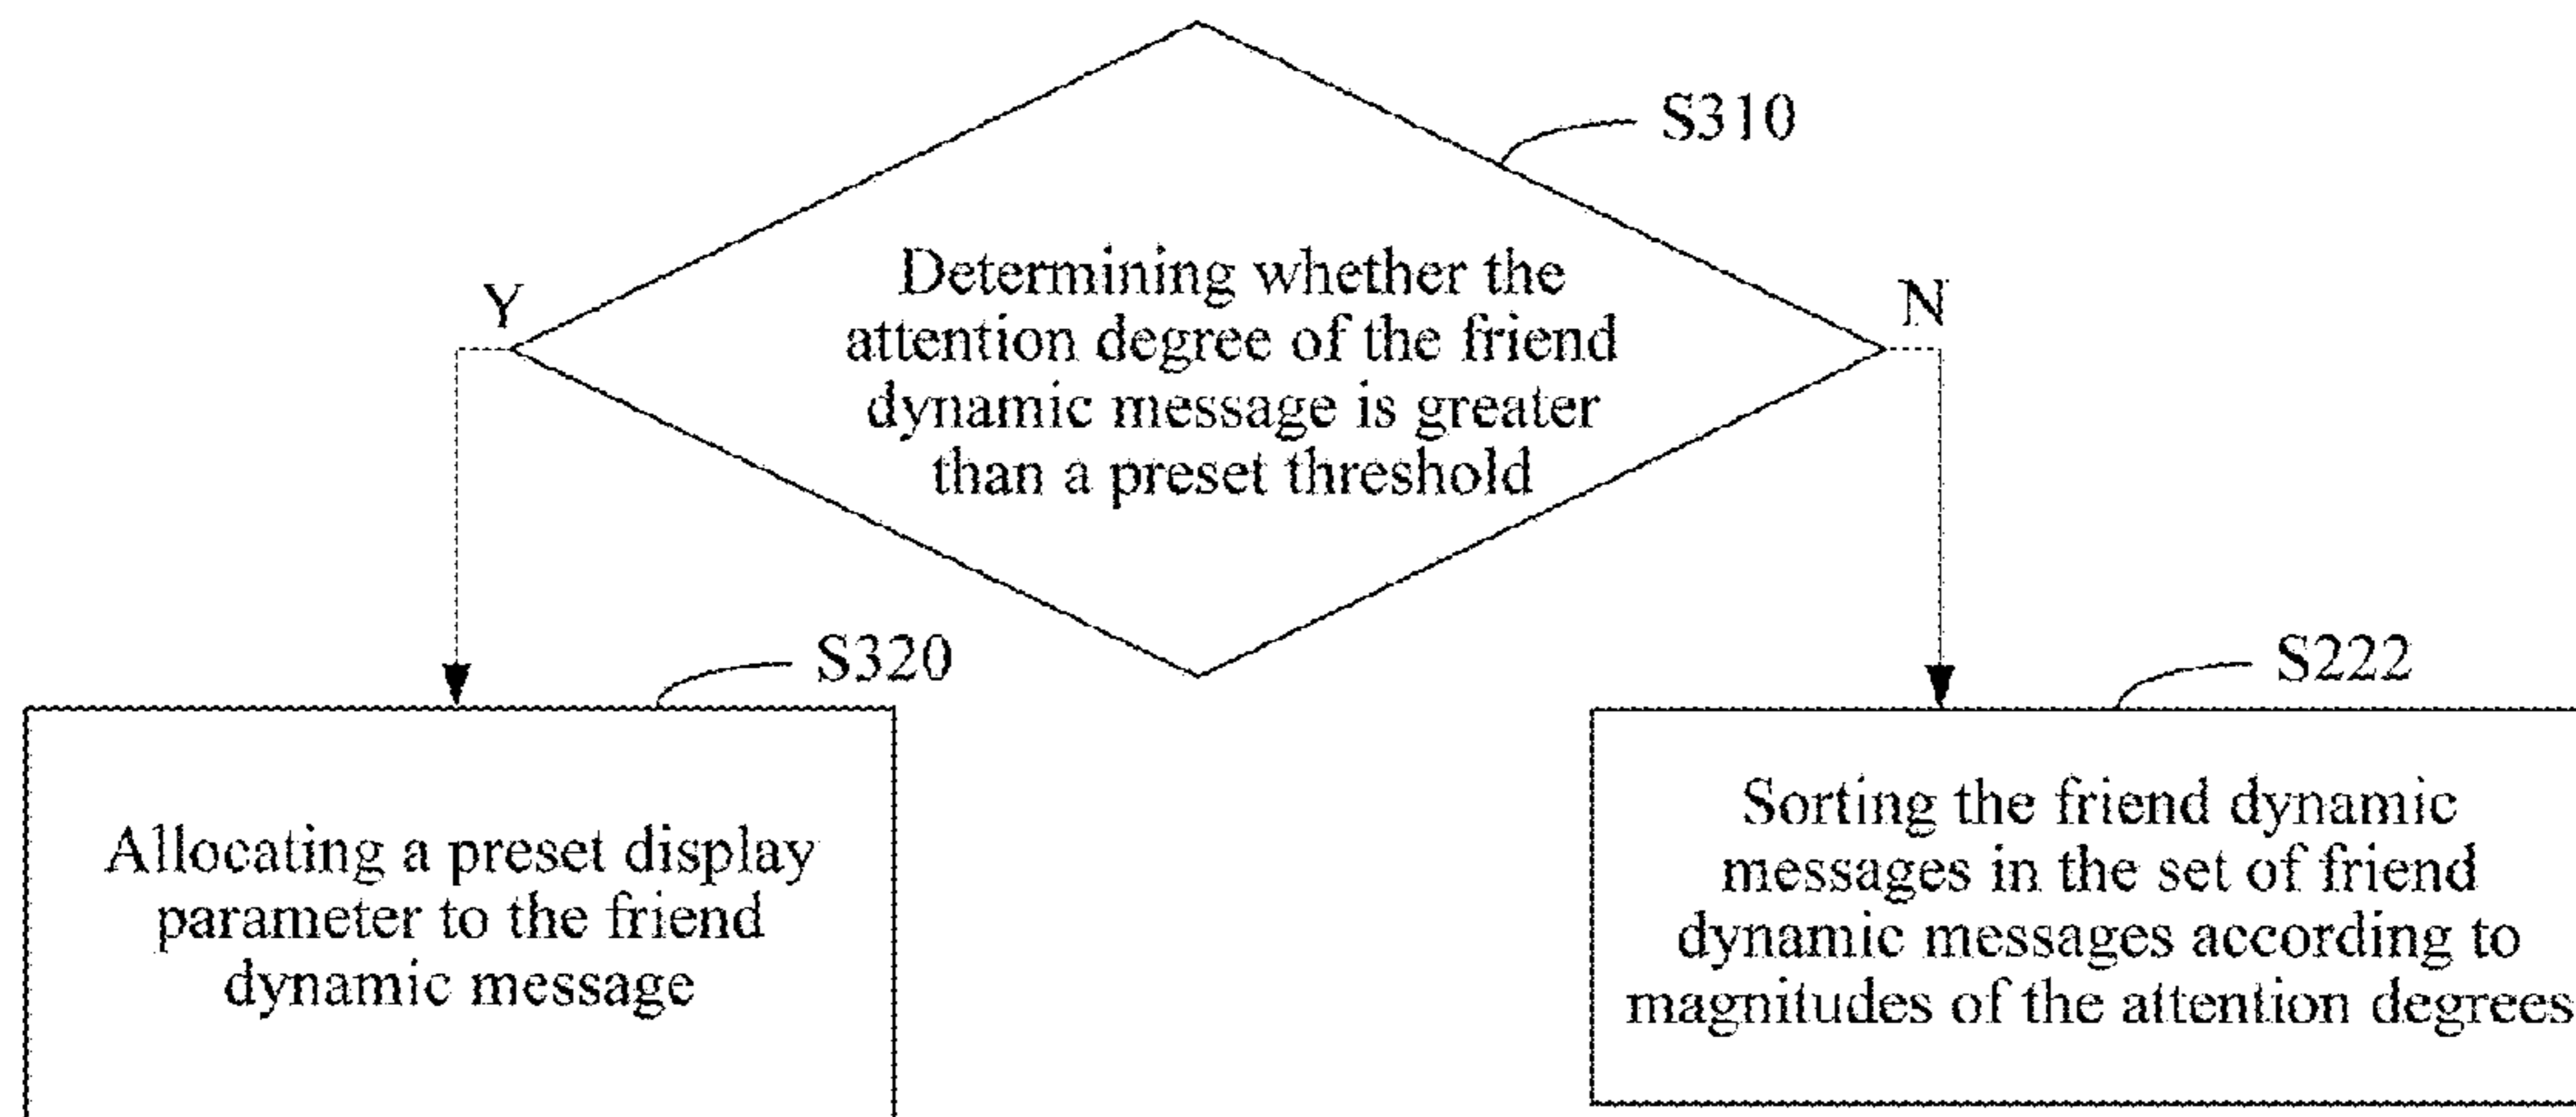 S310
Determining whether the
attention degree of the friend
dynamic message is greater
than a preset threshold
Y
N
S320
S222
Allocating a preset display
parameter to the friend
dynamic message
Sorting the friend dynamic
messages in the set of friend
dynamic messages according to
magnitudes of the attention degrees